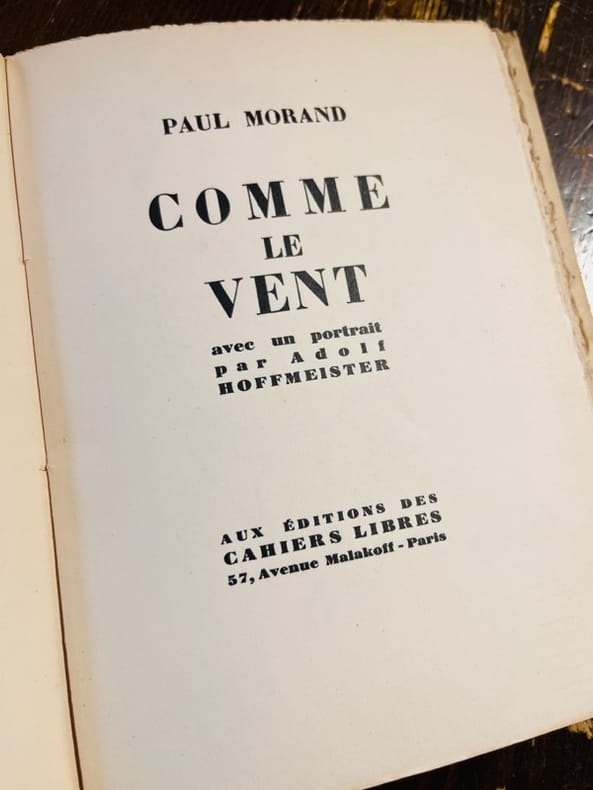 PAUL MORAND
COMME
LE
VENT
avec un portrait
par Adolf
HOFFMEISTER
AUX ÉDITIONS DES
CAHIERS LIBRES
57, Avenue Malakoff - Paris